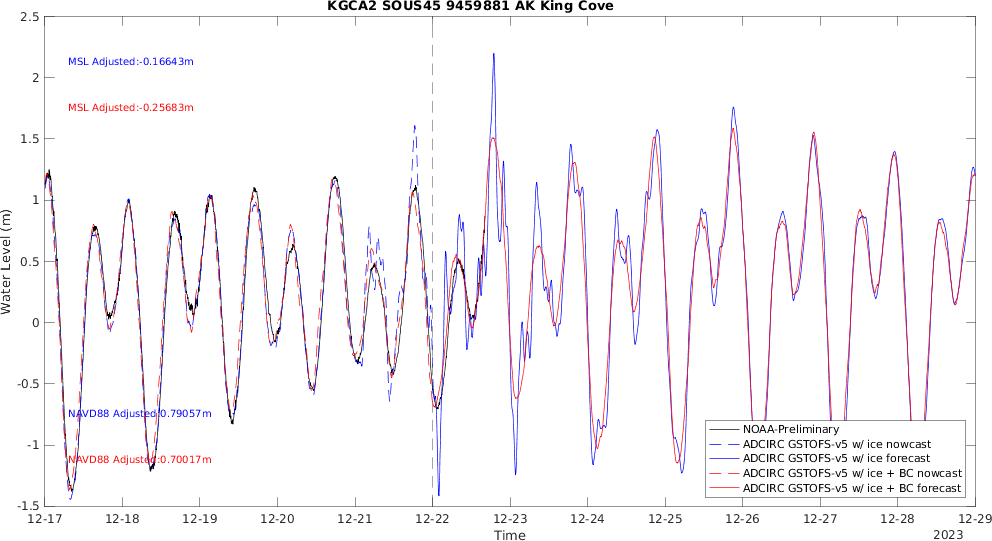 KGCA2 SOUS45 9459881 AK King Cove
2.5
2
1.5
1
0.5
0
-0.5
-1
-1.5
Water Level (m)
MSL Adjusted:-0.16643m
MSL Adjusted:-0.25683m
NAVD88 Adjusted:0.79057m
NAVD88 Adjusted:0.70017m
NOAA-Preliminary
ADCIRC GSTOFS-v5 w/ ice nowcast
ADCIRC GSTOFS-v5 w/ ice forecast
ADCIRC GSTOFS-v5 w/ ice + BC nowcast
ADCIRC GSTOFS-v5 w/ ice + BC forecast
12-17 12-18 12-19 12-20 12-21 12-22 12-23 12-24 12-25 12-26 12-27 12-28 12-29
Time
2023